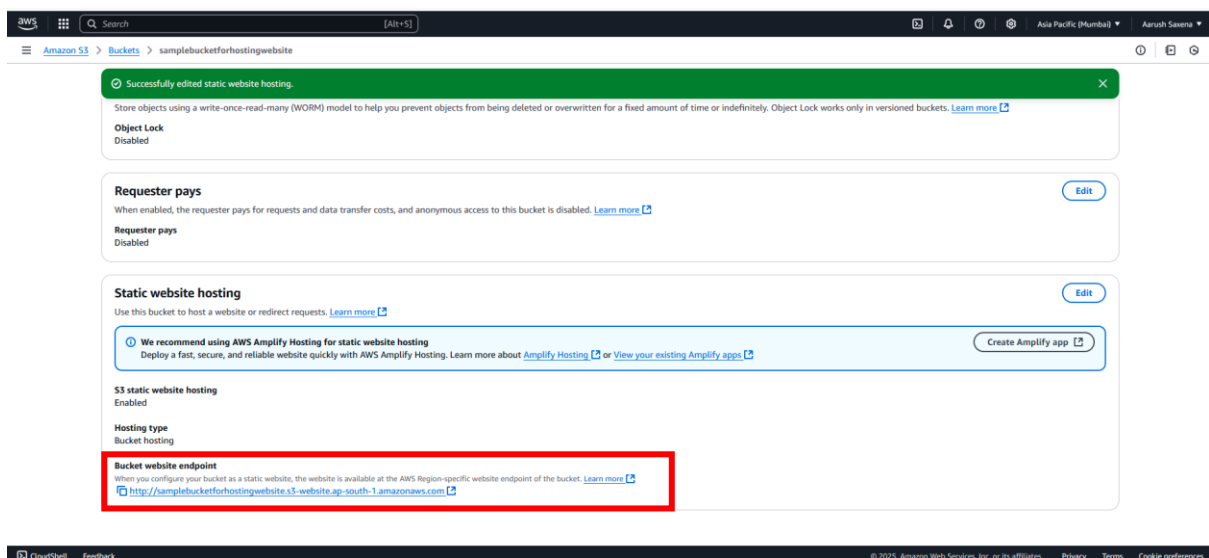 aws
Search
[Alt+S]
Asia Pacific (Mumbai)
Aarush Saxena
Amazon S3 > Buckets > samplebucketforhostingwebsite
Successfully edited static website hosting.
Store objects using a write-once-read-many (WORM) model to help you prevent objects from being deleted or overwritten for a fixed amount of time or indefinitely. Object Lock works only in versioned buckets. Learn more
Object Lock
Disabled
Requester pays
Edit
When enabled, the requester pays for requests and data transfer costs, and anonymous access to this bucket is disabled. Learn more
Requester pays
Disabled
Static website hosting
Edit
Use this bucket to host a website or redirect requests. Learn more
We recommend using AWS Amplify Hosting for static website hosting
Deploy a fast, secure, and reliable website quickly with AWS Amplify Hosting. Learn more about Amplify Hosting or View your existing Amplify apps
Create Amplify app
S3 static website hosting
Enabled
Hosting type
Bucket hosting
Bucket website endpoint
When you configure your bucket as a static website, the website is available at the AWS Region-specific website endpoint of the bucket. Learn more
http://samplebucketforhostingwebsite.s3-website.ap-south-1.amazonaws.com
CloudShell Feedback
© 2025, Amazon Web Services, Inc. or its affiliates. Privacy Terms Cookie preferences